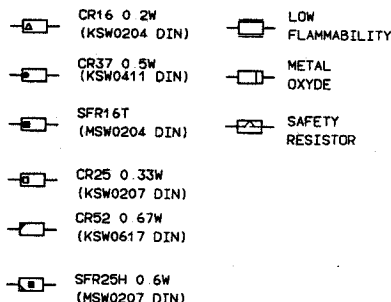 CR16 0.2W
(KSW0204 DIN)
CR37 0.5W
(KSW0411 DIN)
SFR16T
(MSW0204 DIN)
CR25 0.33W
(KSW0207 DIN)
CR52 0.67W
(KSW0617 DIN)
SFR25H 0.6W
(MSW0207 DIN)
LOW
FLAMMABILITY
METAL
OXYDE
SAFETY
RESISTOR